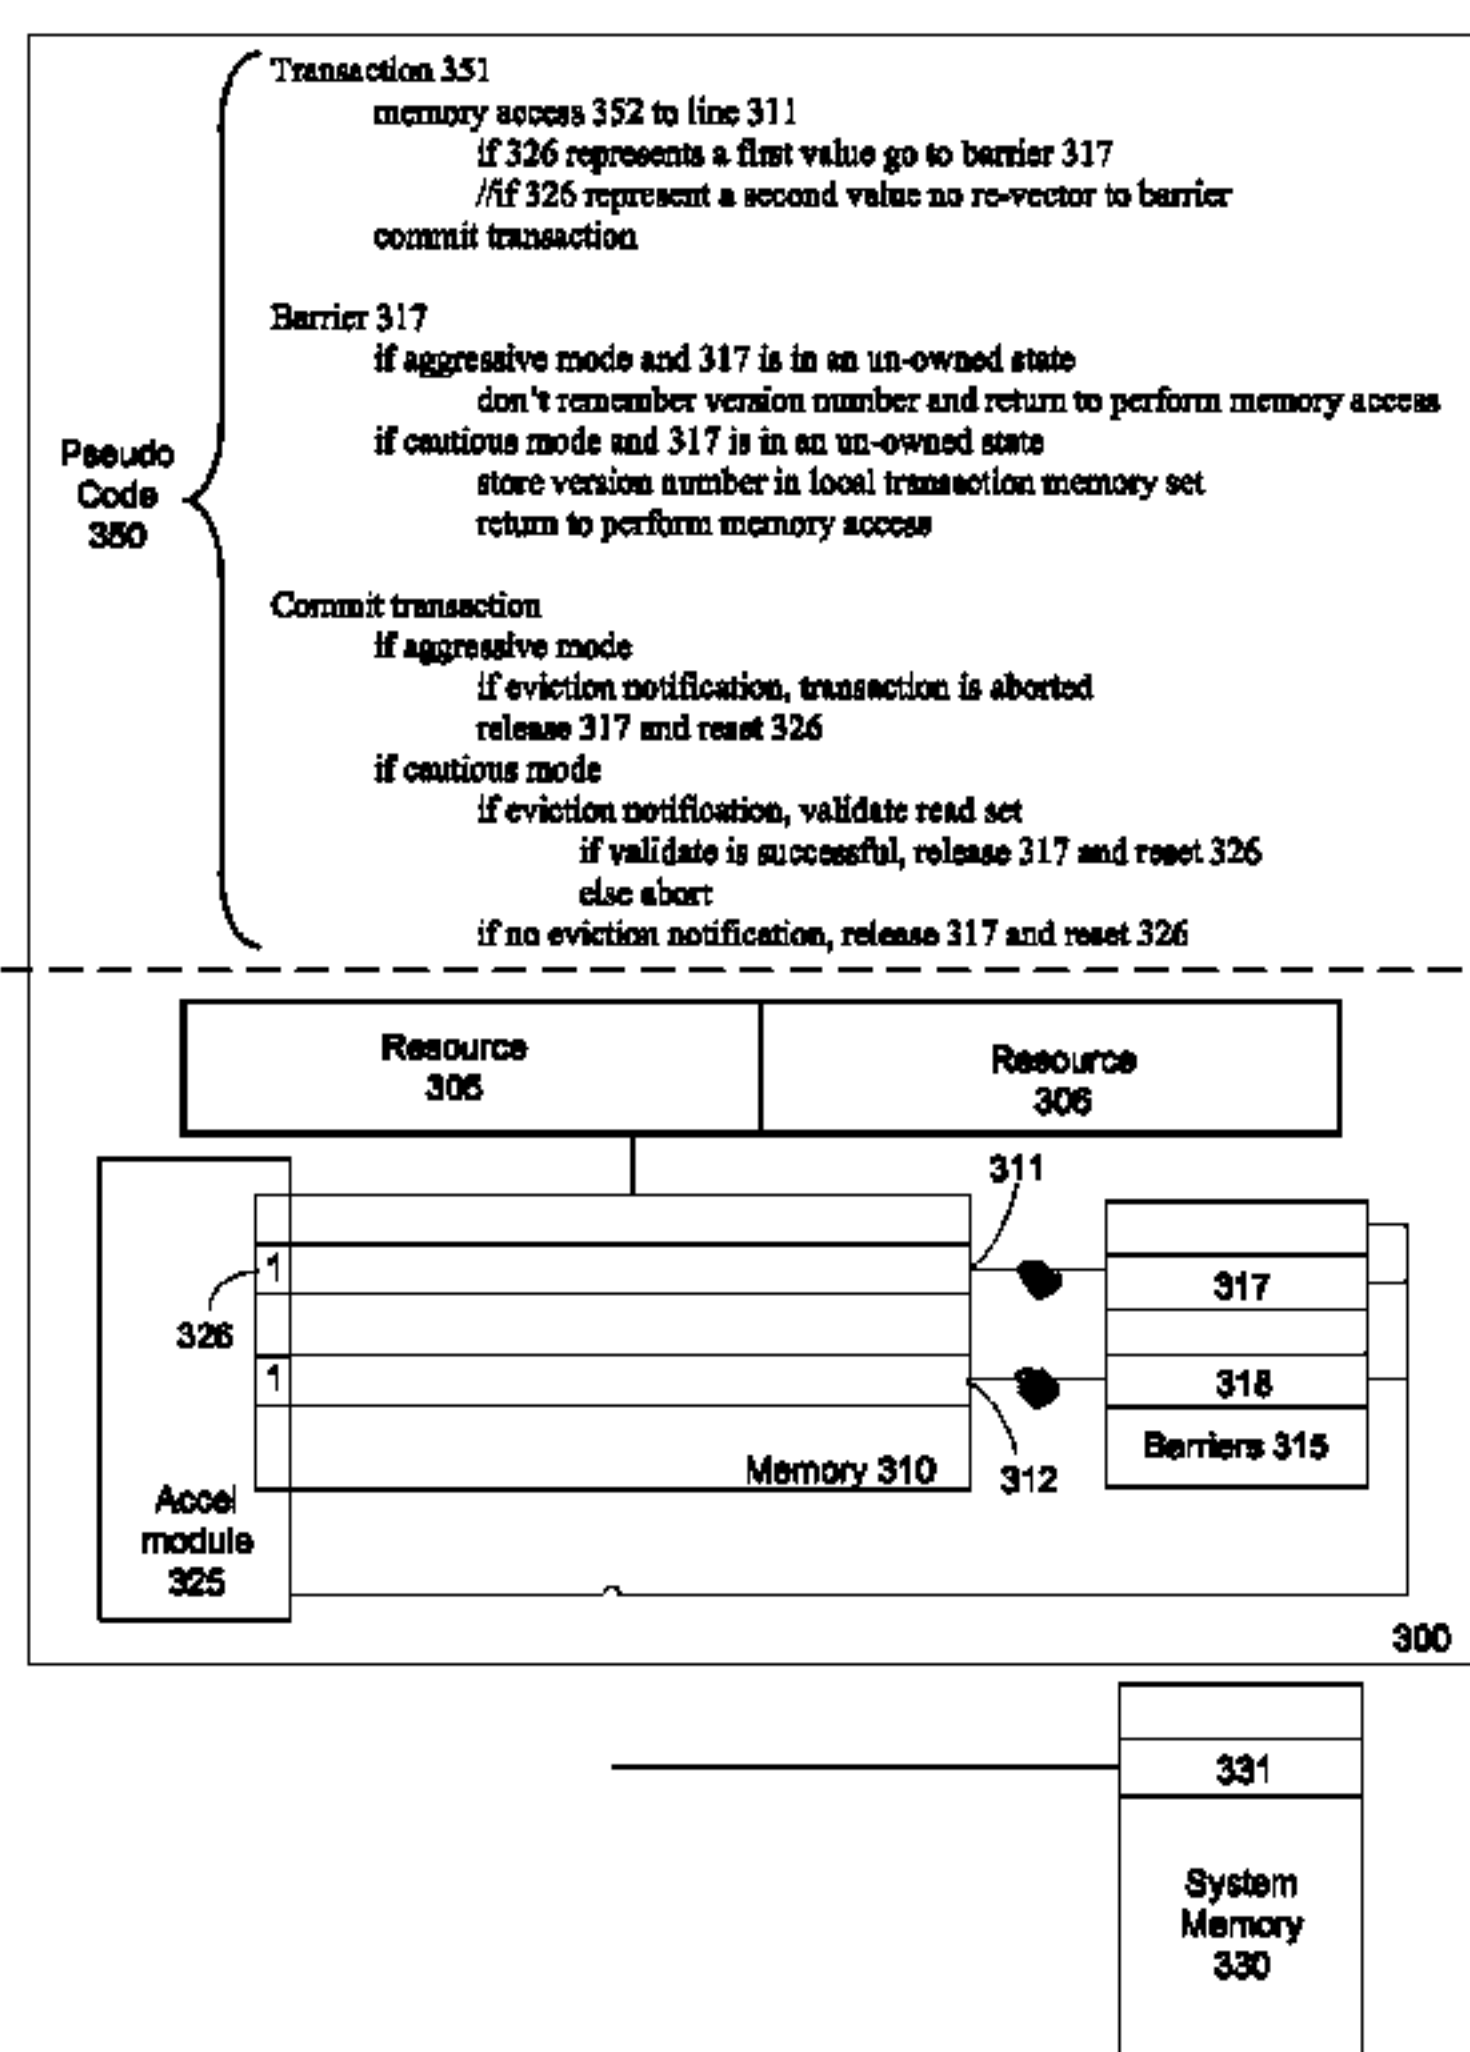 Transaction 351
memory access 352 to line 311
if 326 represents a first value go to barrier 317
//if 326 represent a second value no re-vector to barrier
commit transaction
Barrier 317
if aggressive mode and 317 is in an un-owned state
don't remember version number and return to perform memory access
if cautious mode and 317 is in an un-owned state
store version number in local transaction memory set
return to perform memory access
Pseudo
Code
350
Commit transaction
if aggressive mode
if eviction notification, transaction is aborted
release 317 and reset 326
if cautious mode
if eviction notification, validate read set
if validate is successful, release 317 and reset 326
else abort
if no eviction notification, release 317 and reset 326
Resource
305
Resource
306
311
1
317
326
1
318
Barriers 315
Memory 310
312
Accel
module
325
300
331
System
Memory
330